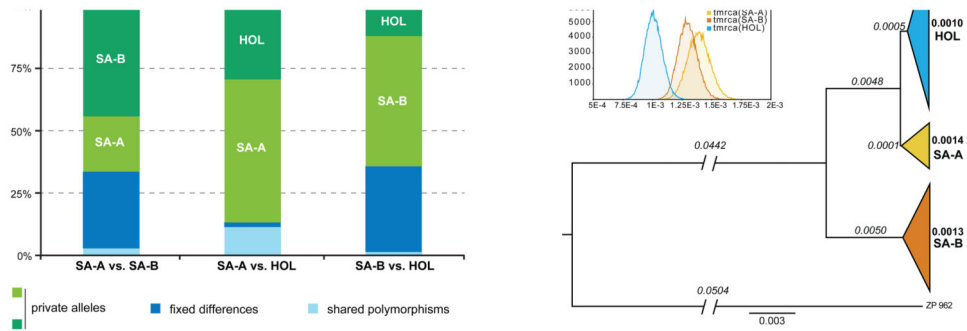 SA-B
SA-A
HOL
SA-A
HOL
SA-B
75%
50%
25%
0%
SA-A vs. SA-B
SA-A vs. HOL
SA-B vs. HOL
private alleles
fixed differences
shared polymorphisms
5000
4000
3000
2000
1000
tmrca(SA-A)
tmrca(SA-B)
tmrca(HOL)
5E-4 7.5E-4 1E-3 1.25E-3 1.5E-3 1.75E-3 2E-3
0.0005
0.0010
HOL
0.0048
0.0001
0.0014
SA-A
0.0442
0.0050
0.0013
SA-B
0.0504
ZP 962
0.003